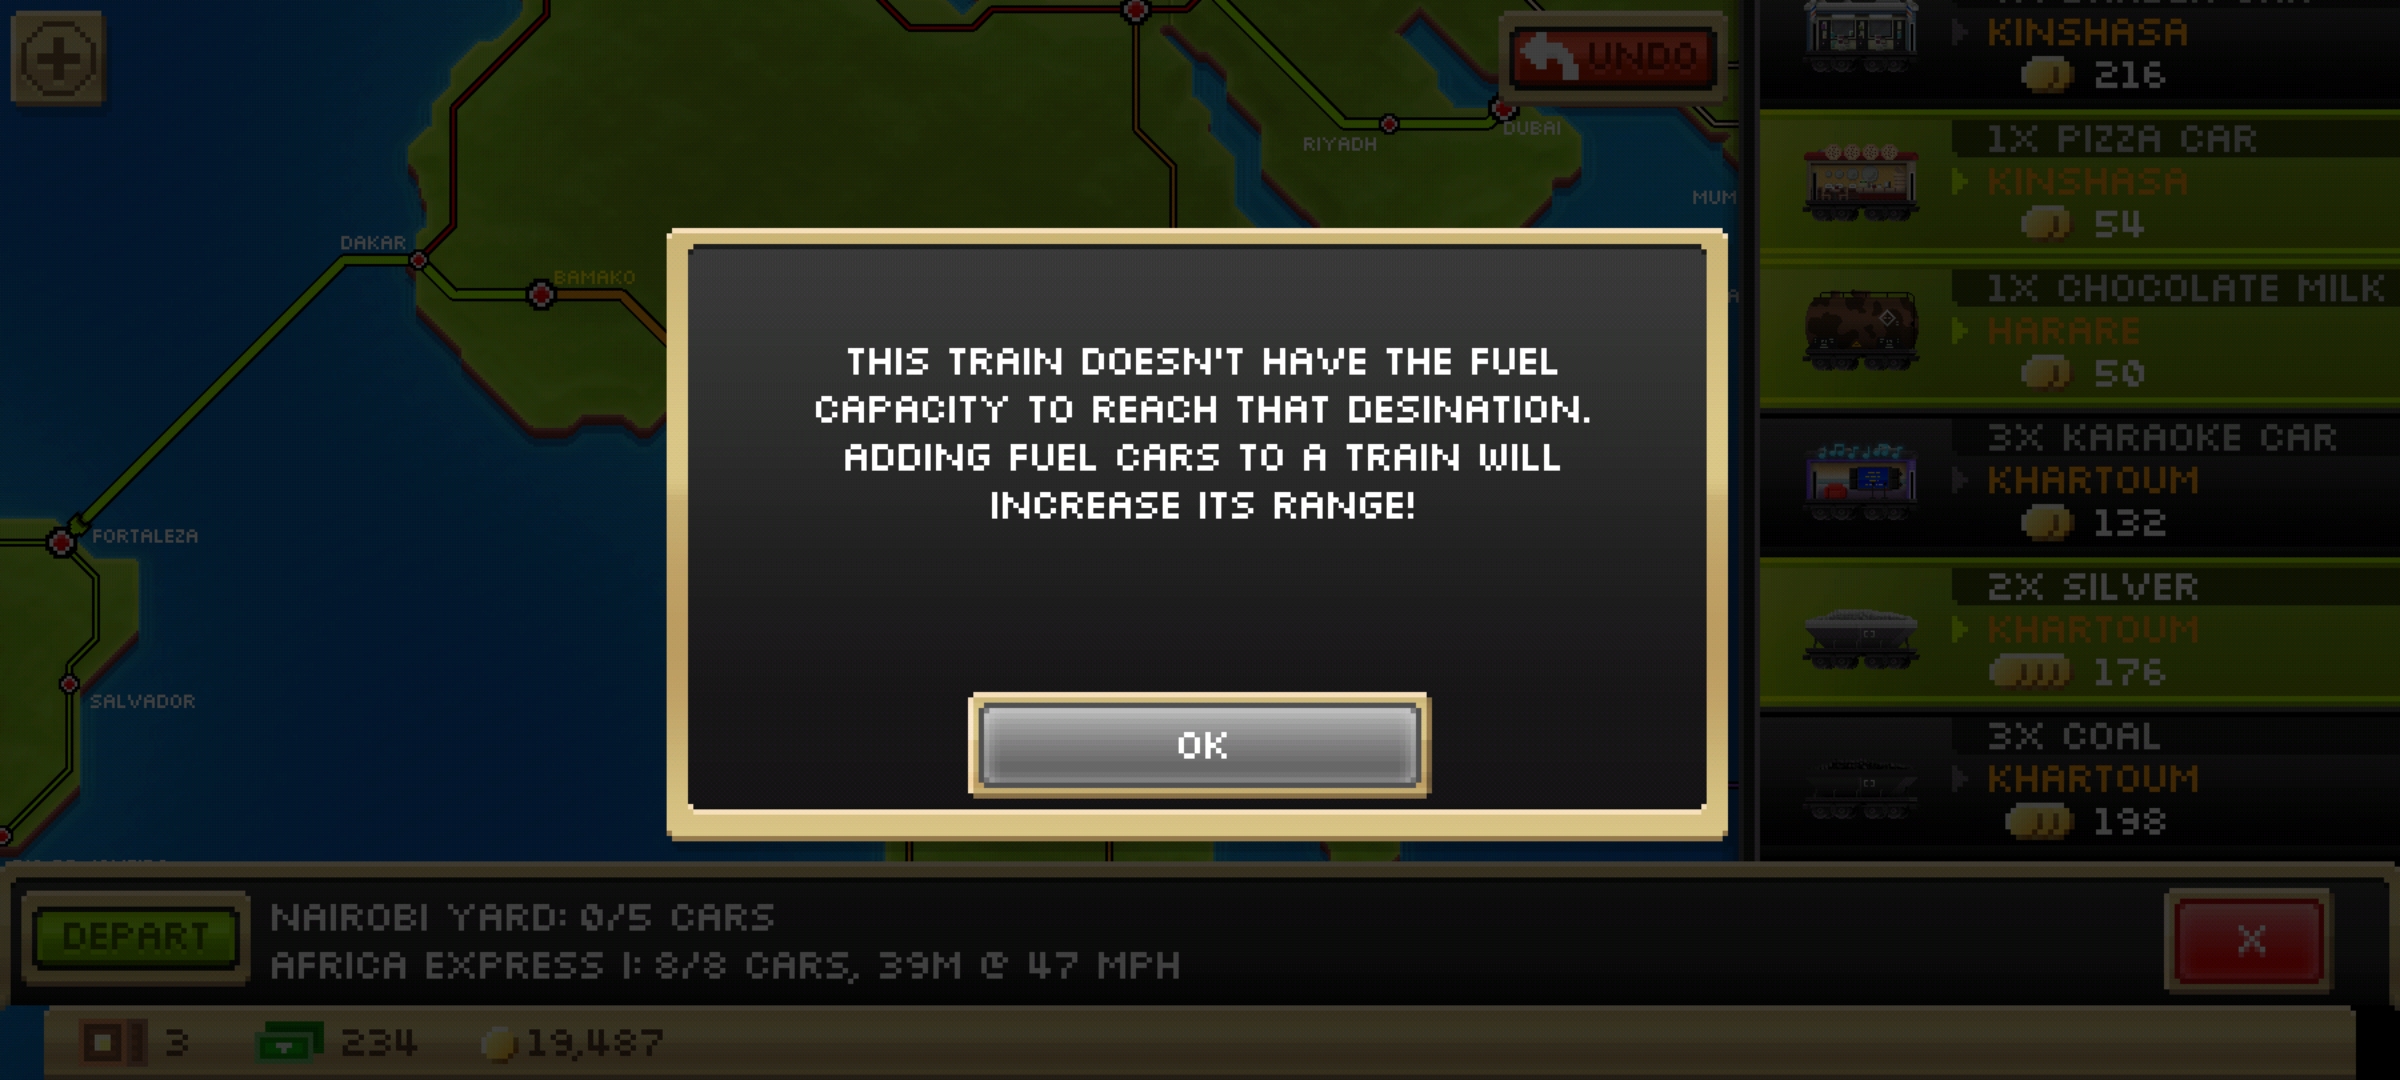 KINSHASA
216
UNDO
1X PIZZA CAR
KINSHASA
54
DUBAI
RIYADH
MUM
DAKAR
BAMAKO
1X CHOCOLATE MILK
HARARE
50
THIS TRAIN DOESN'T HAVE THE FUEL
CAPACITY TO REACH THAT DESINATION.
ADDING FUEL CARS TO A TRAIN WILL
INCREASE ITS RANGE!
OK
3X KARAOKE CAR
KHARTOUM
132
FORTALEZA
2X SILVER
KHARTOUM
176
SALVADOR
3X COAL
KHARTOUM
198
DEPART
NAIROBI YARD: 0/5 CARS
AFRICA EXPRESS I: 8/8 CARS, 39M @ 47 MPH
X
3
234
19,487